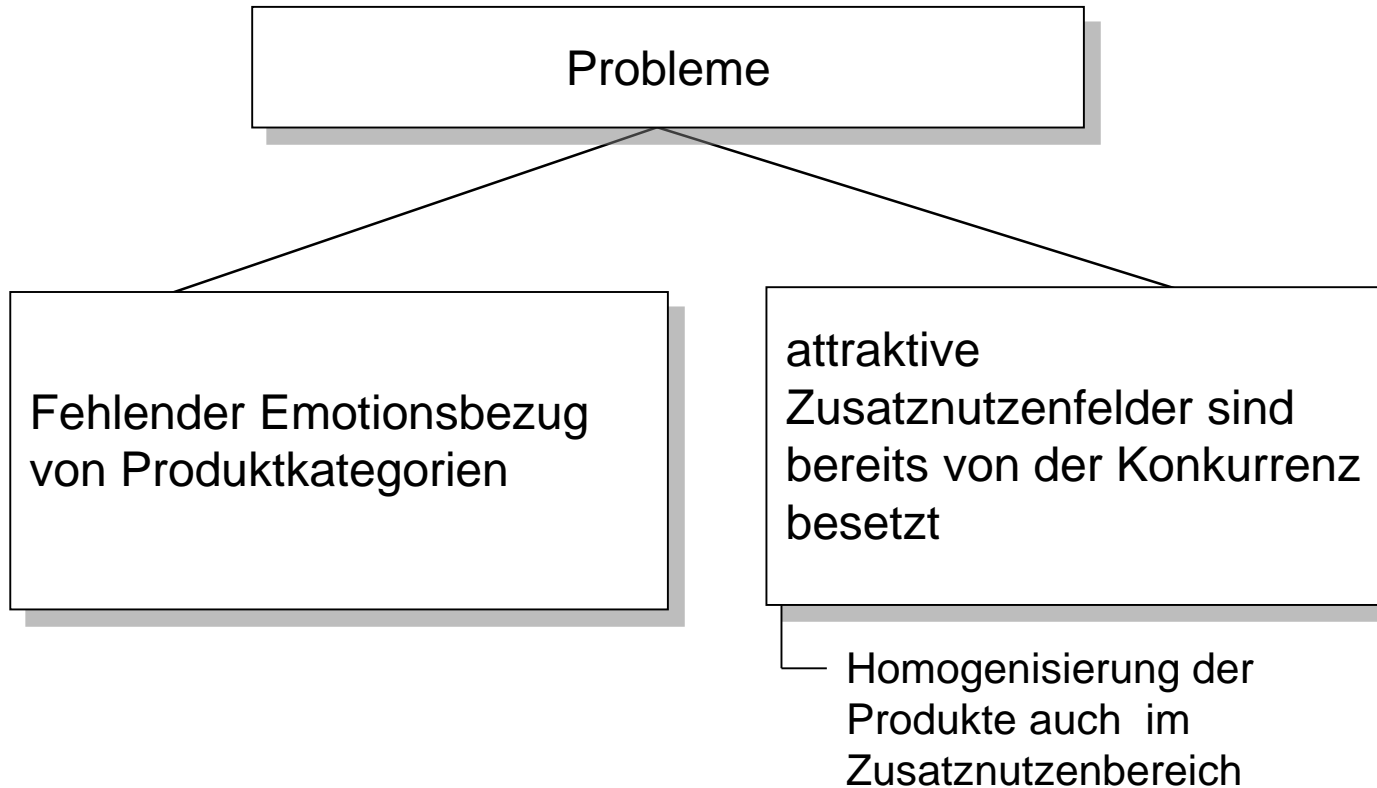 Probleme
Fehlender Emotionsbezug
von Produktkategorien
attraktive
Zusatznutzenfelder sind
bereits von der Konkurrenz
besetzt
Homogenisierung der
Produkte auch  im
Zusatznutzenbereich